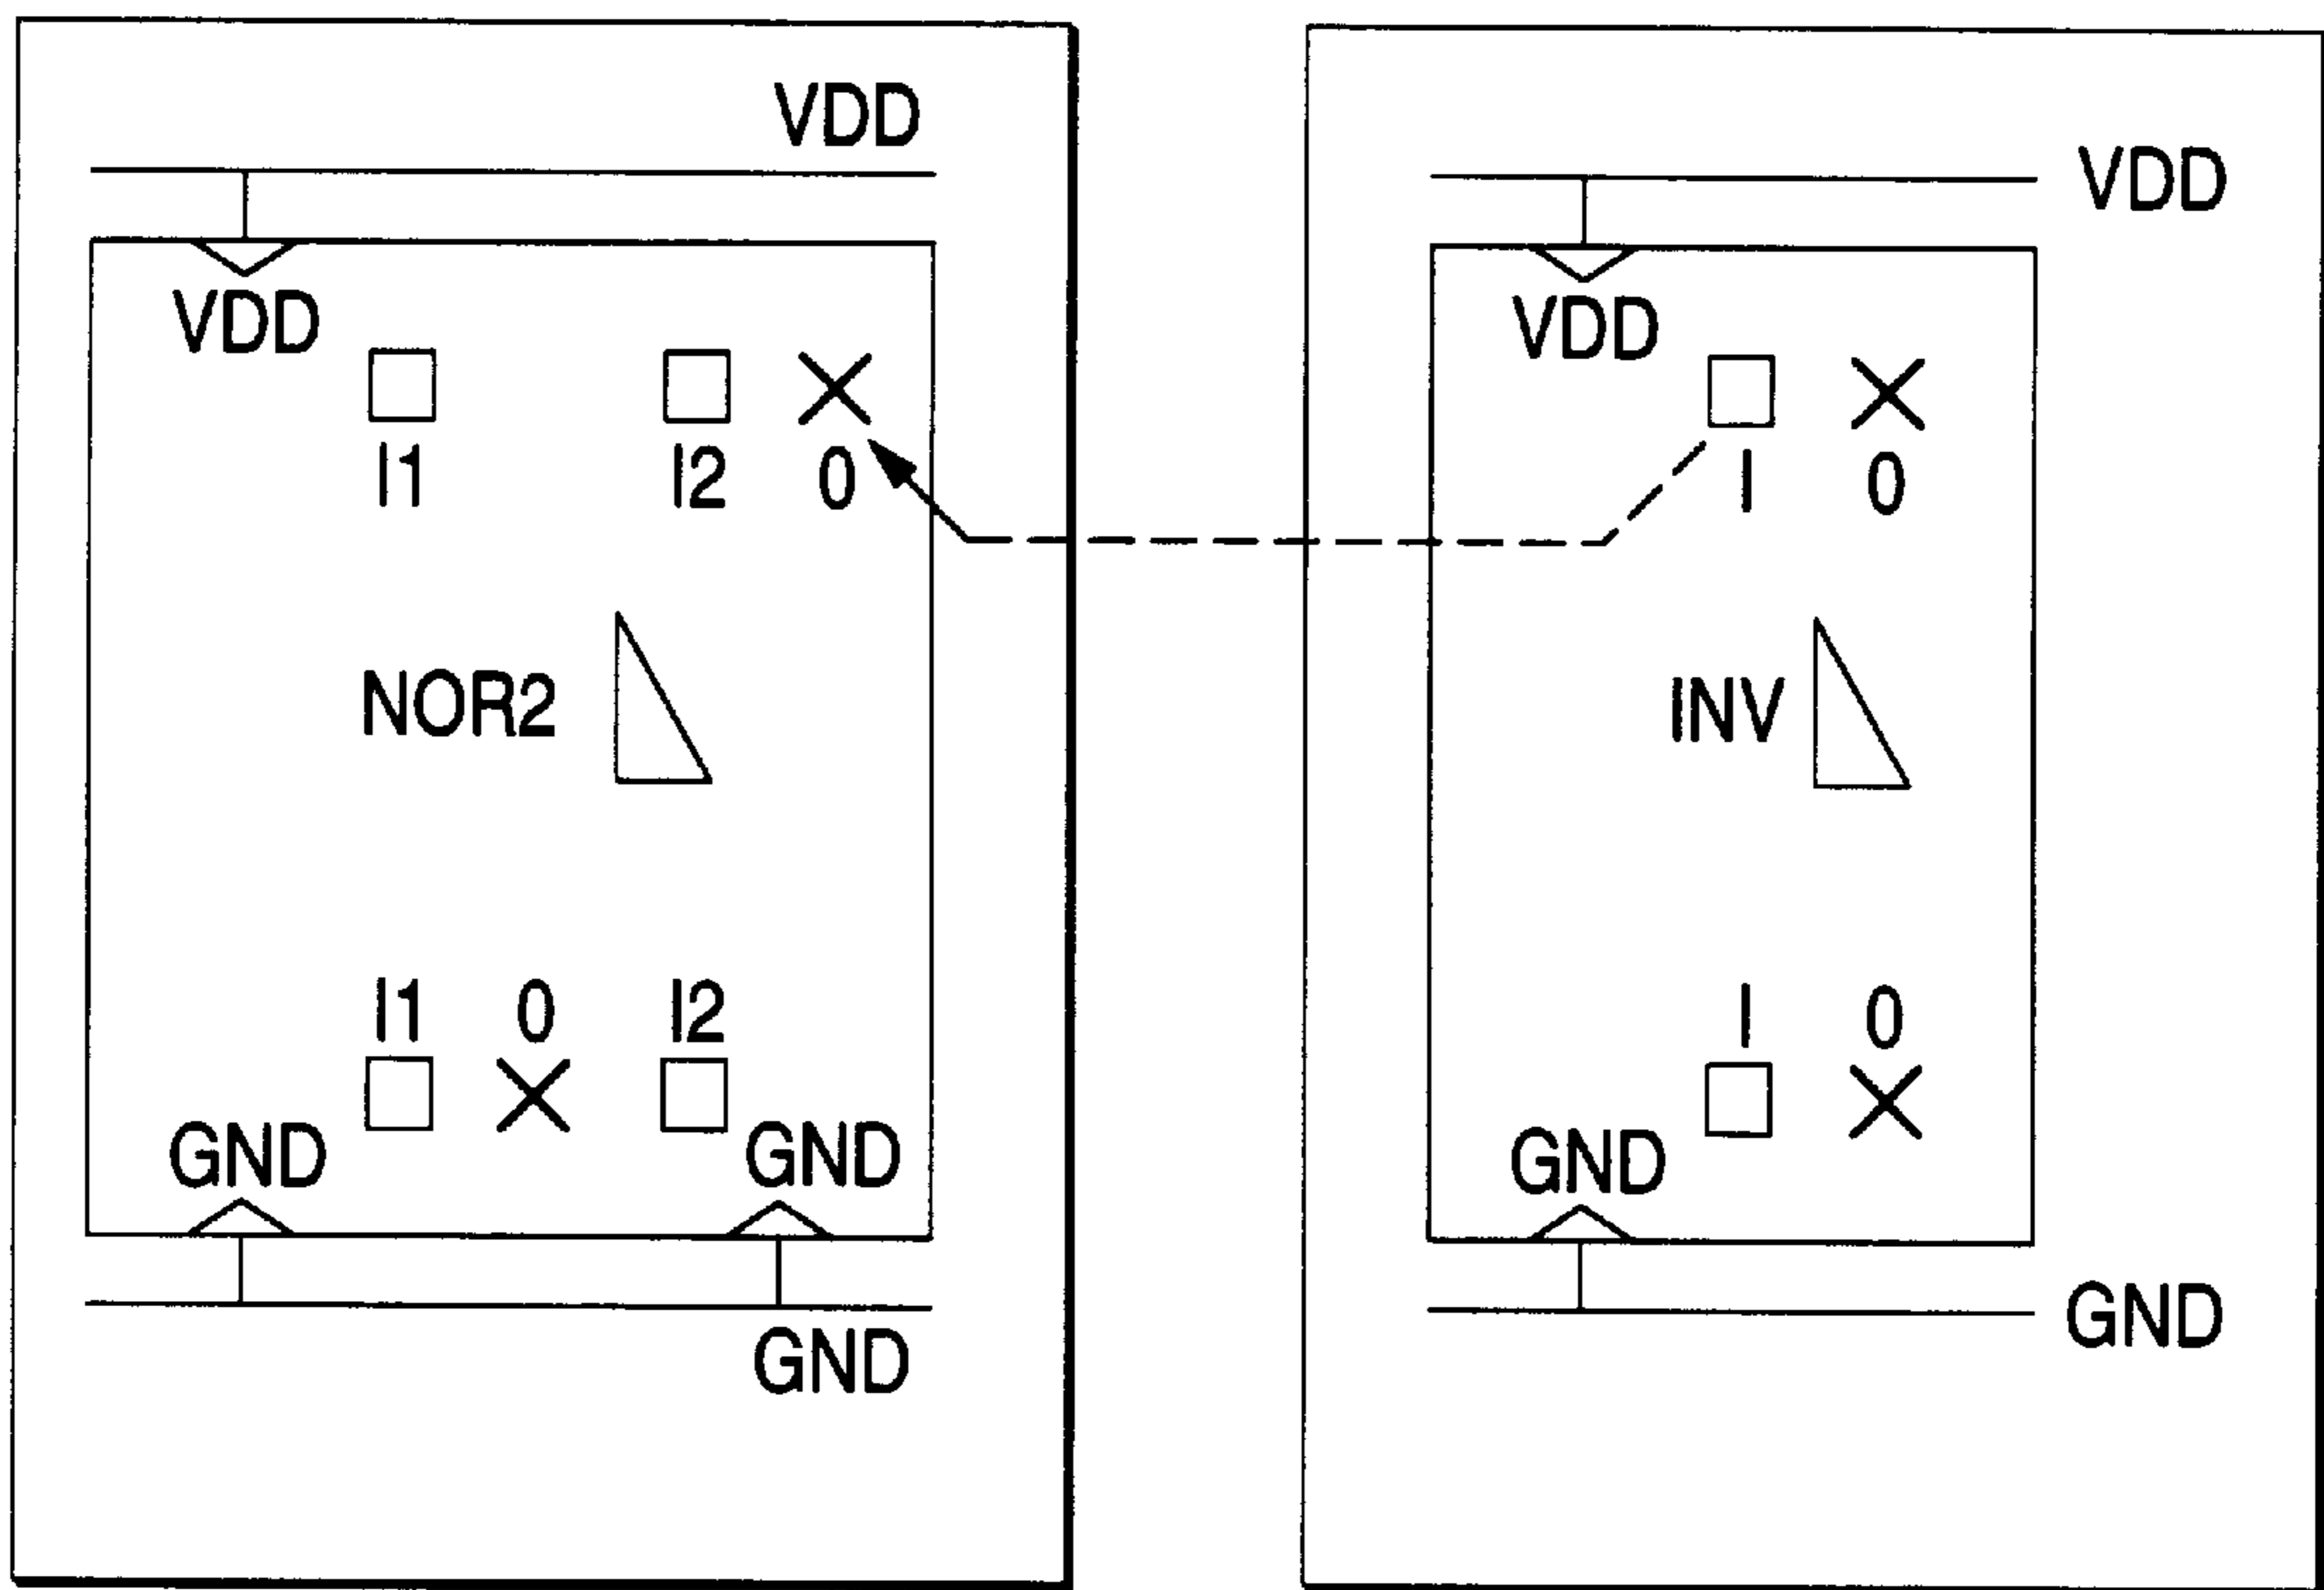 VDD
VDD
I1 I2 0
NOR2
I1 0 I2
GND GND
GND
VDD
VDD
I 0
INV
I 0
GND
GND